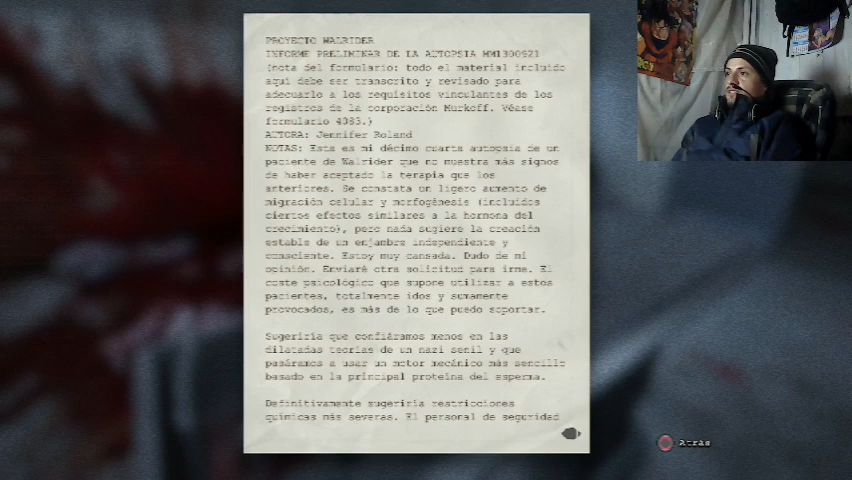 PROYECTO WALRIDER
INFORME PRELIMINAR DE LA AUTOPSIA MM1300921
(nota del formulario: todo el material incluido
aquí debe ser transcrito y revisado para
adecuarlo a los requisitos vinculantes de los
registros de la corporación Murkoff. Véase
formulario 4083.)
AUTORA: Jennifer Roland
NOTAS: Esta es mi décimo cuarta autopsia de un
paciente de Walrider que no muestra más signos
de haber aceptado la terapia que los
anteriores. Se constata un ligero aumento de
migración celular y morfogénesis (incluidos
ciertos efectos similares a la hormona del
crecimiento), pero nada sugiere la creación
estable de un enjambre independiente y
consciente. Estoy muy cansada. Dudo de mi
opinión. Enviaré otra solicitud para irme. El
coste psicológico que supone utilizar a estos
pacientes, totalmente idos y sumamente
provocados, es más de lo que puedo soportar.
Sugeriría que confiáramos menos en las
dilatadas teorías de un nazi senil y que
pasáramos a usar un motor mecánico más sencillo
basado en la principal proteína del esperma.
Definitivamente sugeriría restricciones
químicas más severas. El personal de seguridad
Atrás